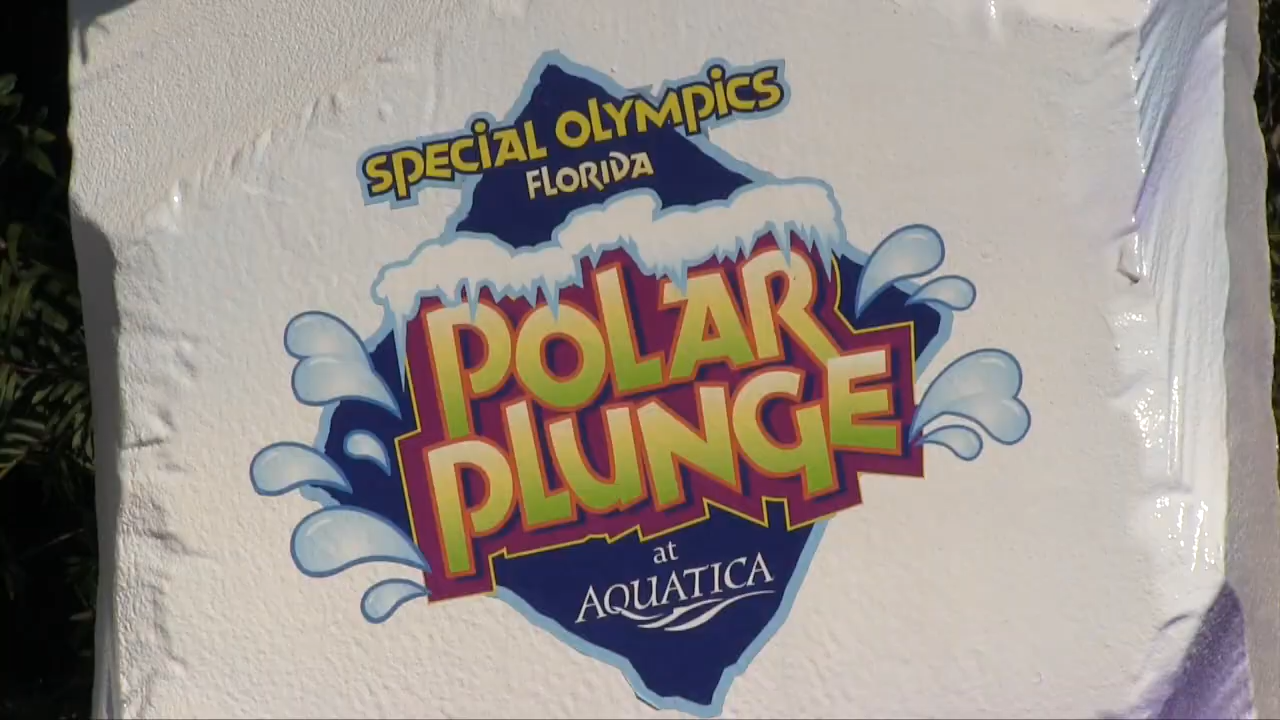 SPECIAL OLYMPICS
FLORIDA
POLAR
PLUNGE
at
AQUATICA